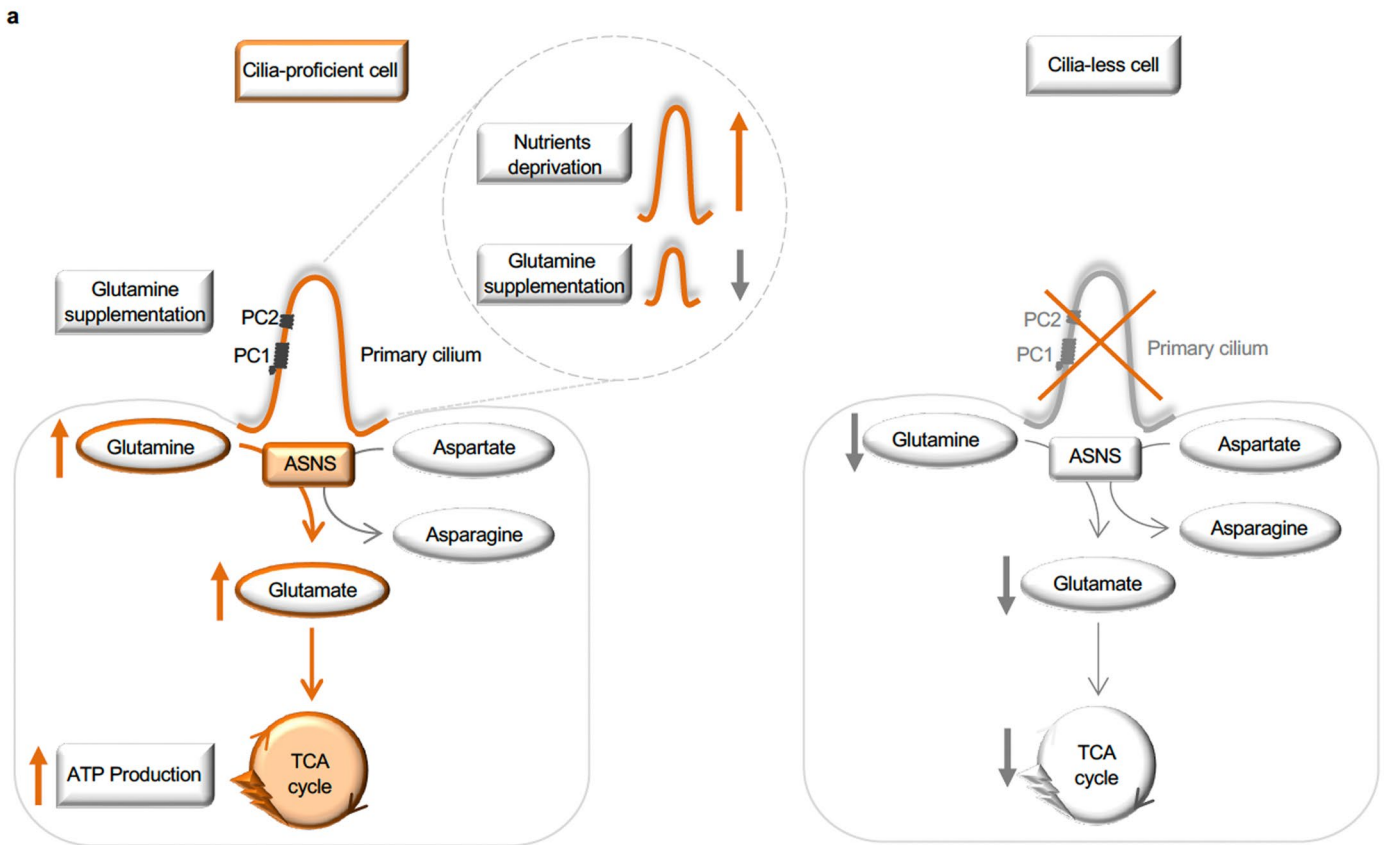 a
Cilia-proficient cell
Cilia-less cell
Nutrients
deprivation
Glutamine
supplementation
Glutamine
supplementation
PC2
PC1
Primary cilium
Glutamine
ASNS
Aspartate
Asparagine
Glutamate
TCA
cycle
ATP Production
PC2
PC1
Primary cilium
Glutamine
ASNS
Aspartate
Asparagine
Glutamate
TCA
cycle